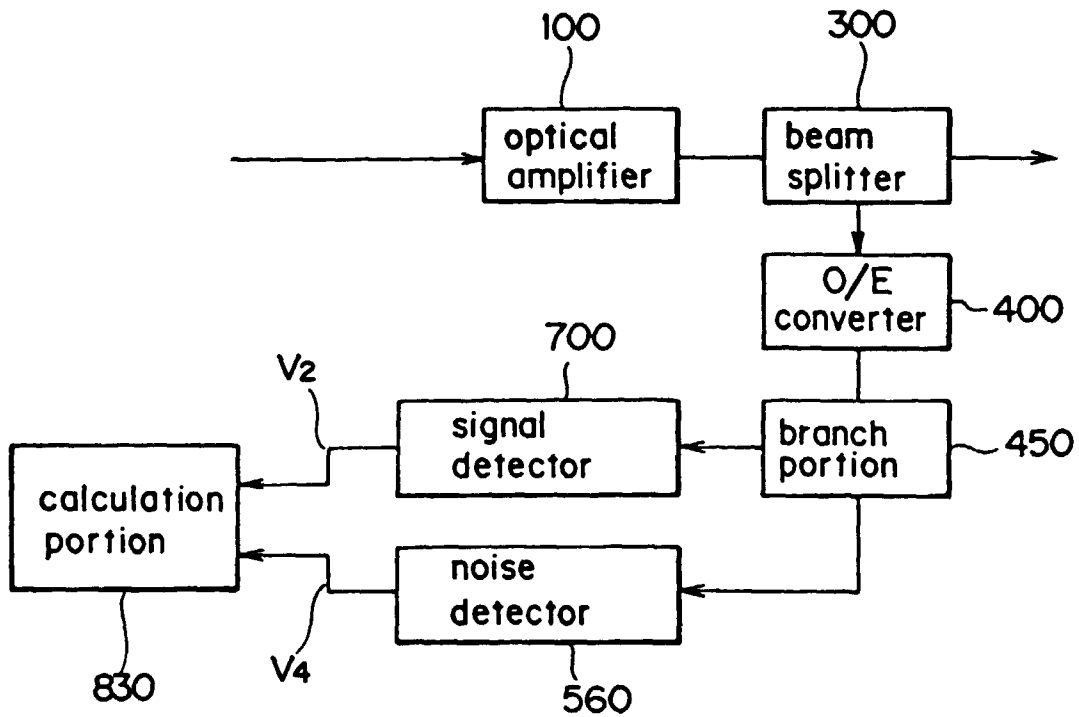 100
300
optical
amplifier
beam
splitter
O/E
converter
400
700
V2
signal
detector
branch
portion
450
calculation
portion
noise
detector
V4
830
560